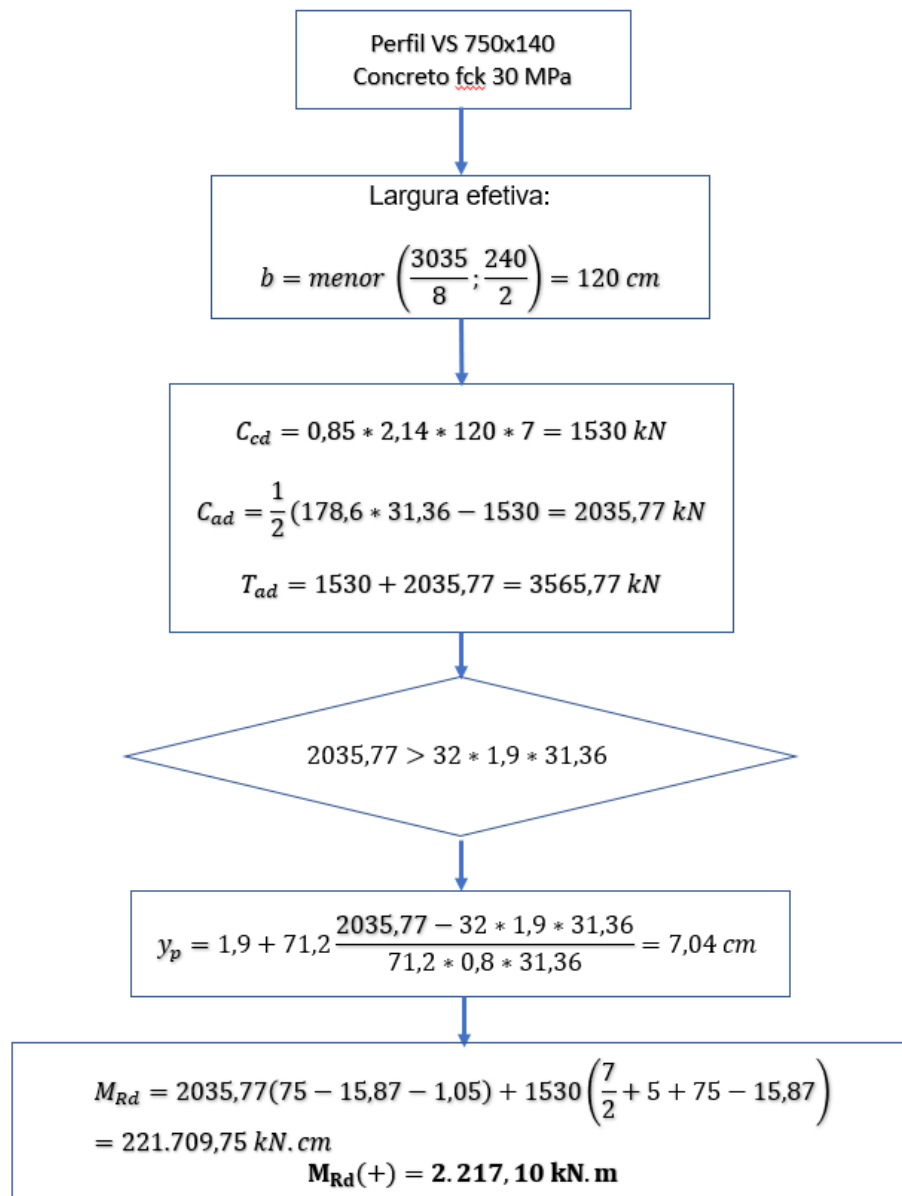 Perfil VS 750x140
Concreto fck 30 MPa
Largura efetiva:
b = menor (3035/8 ; 240/2) = 120 cm
C_cd = 0,85 * 2,14 * 120 * 7 = 1530 kN
C_ad = 1/2 (178,6 * 31,36 − 1530 = 2035,77 kN
T_ad = 1530 + 2035,77 = 3565,77 kN
2035,77 > 32 * 1,9 * 31,36
y_p = 1,9 + 71,2 (2035,77 − 32 * 1,9 * 31,36)/(71,2 * 0,8 * 31,36) = 7,04 cm
M_Rd = 2035,77(75 − 15,87 − 1,05) + 1530 (7/2 + 5 + 75 − 15,87)
= 221.709,75 kN.cm
M_Rd(+) = 2.217,10 kN.m